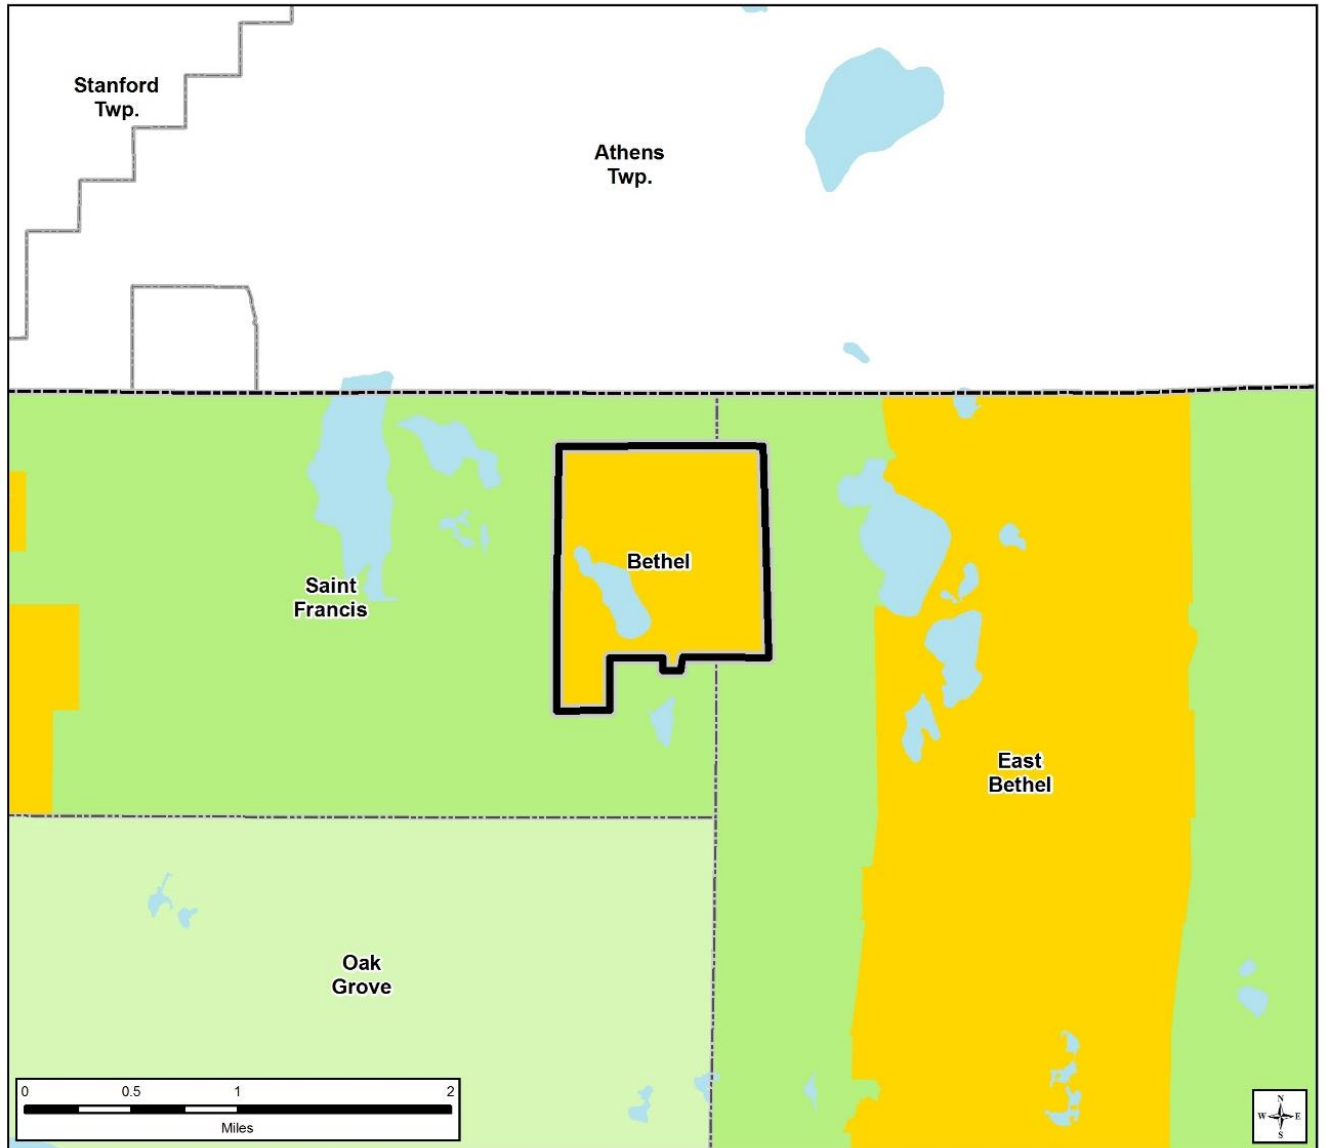 Stanford
Twp.
Athens
Twp.
Bethel
Saint
Francis
East
Bethel
Oak
Grove
0 0.5 1 2
Miles
N
W E
S